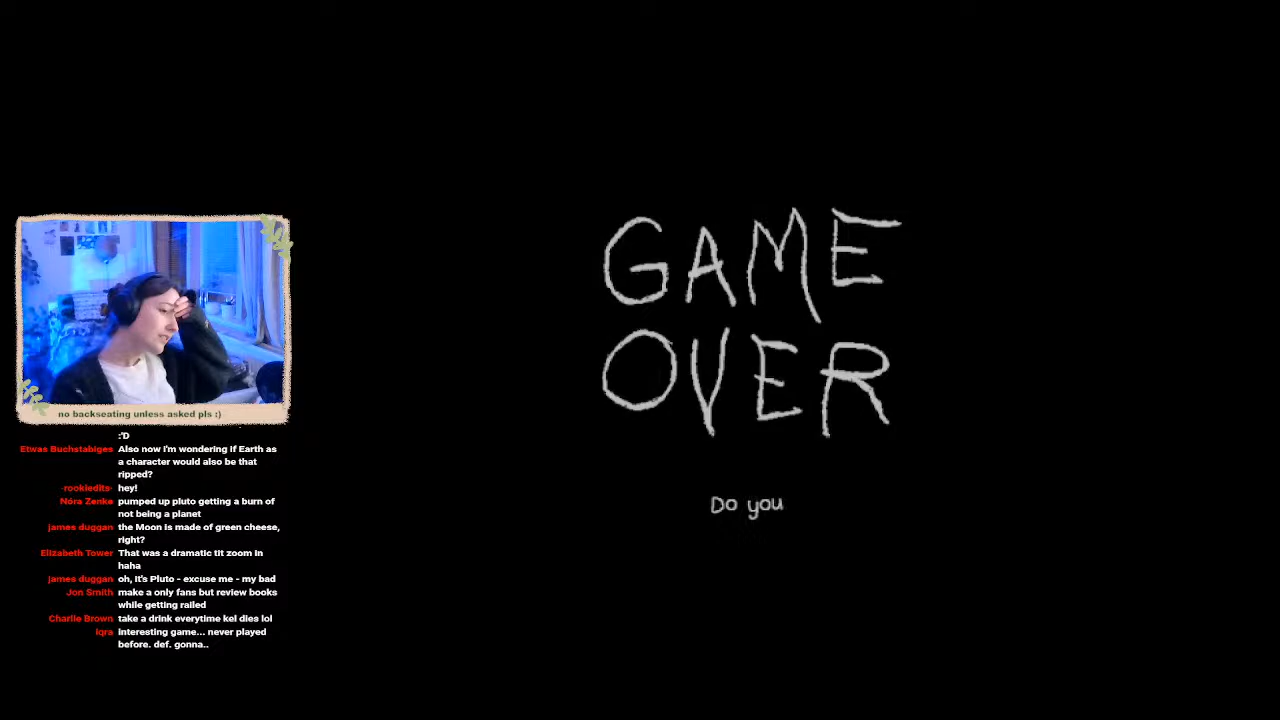 GAME
OVER
Do you
no backseating unless asked pls :)
:'D
Etwas Buchstabiges Also now I'm wondering if Earth as
a character would also be that
ripped?
-rookiedits- hey!
Nóra Zenke pumped up pluto getting a burn of
not being a planet
james duggan the Moon is made of green cheese,
right?
Elizabeth Tower That was a dramatic tit zoom in
haha
james duggan oh, it's Pluto - excuse me - my bad
Jon Smith make a only fans but review books
while getting railed
Charlie Brown take a drink everytime kel dies lol
iqra interesting game... never played
before. def. gonna..